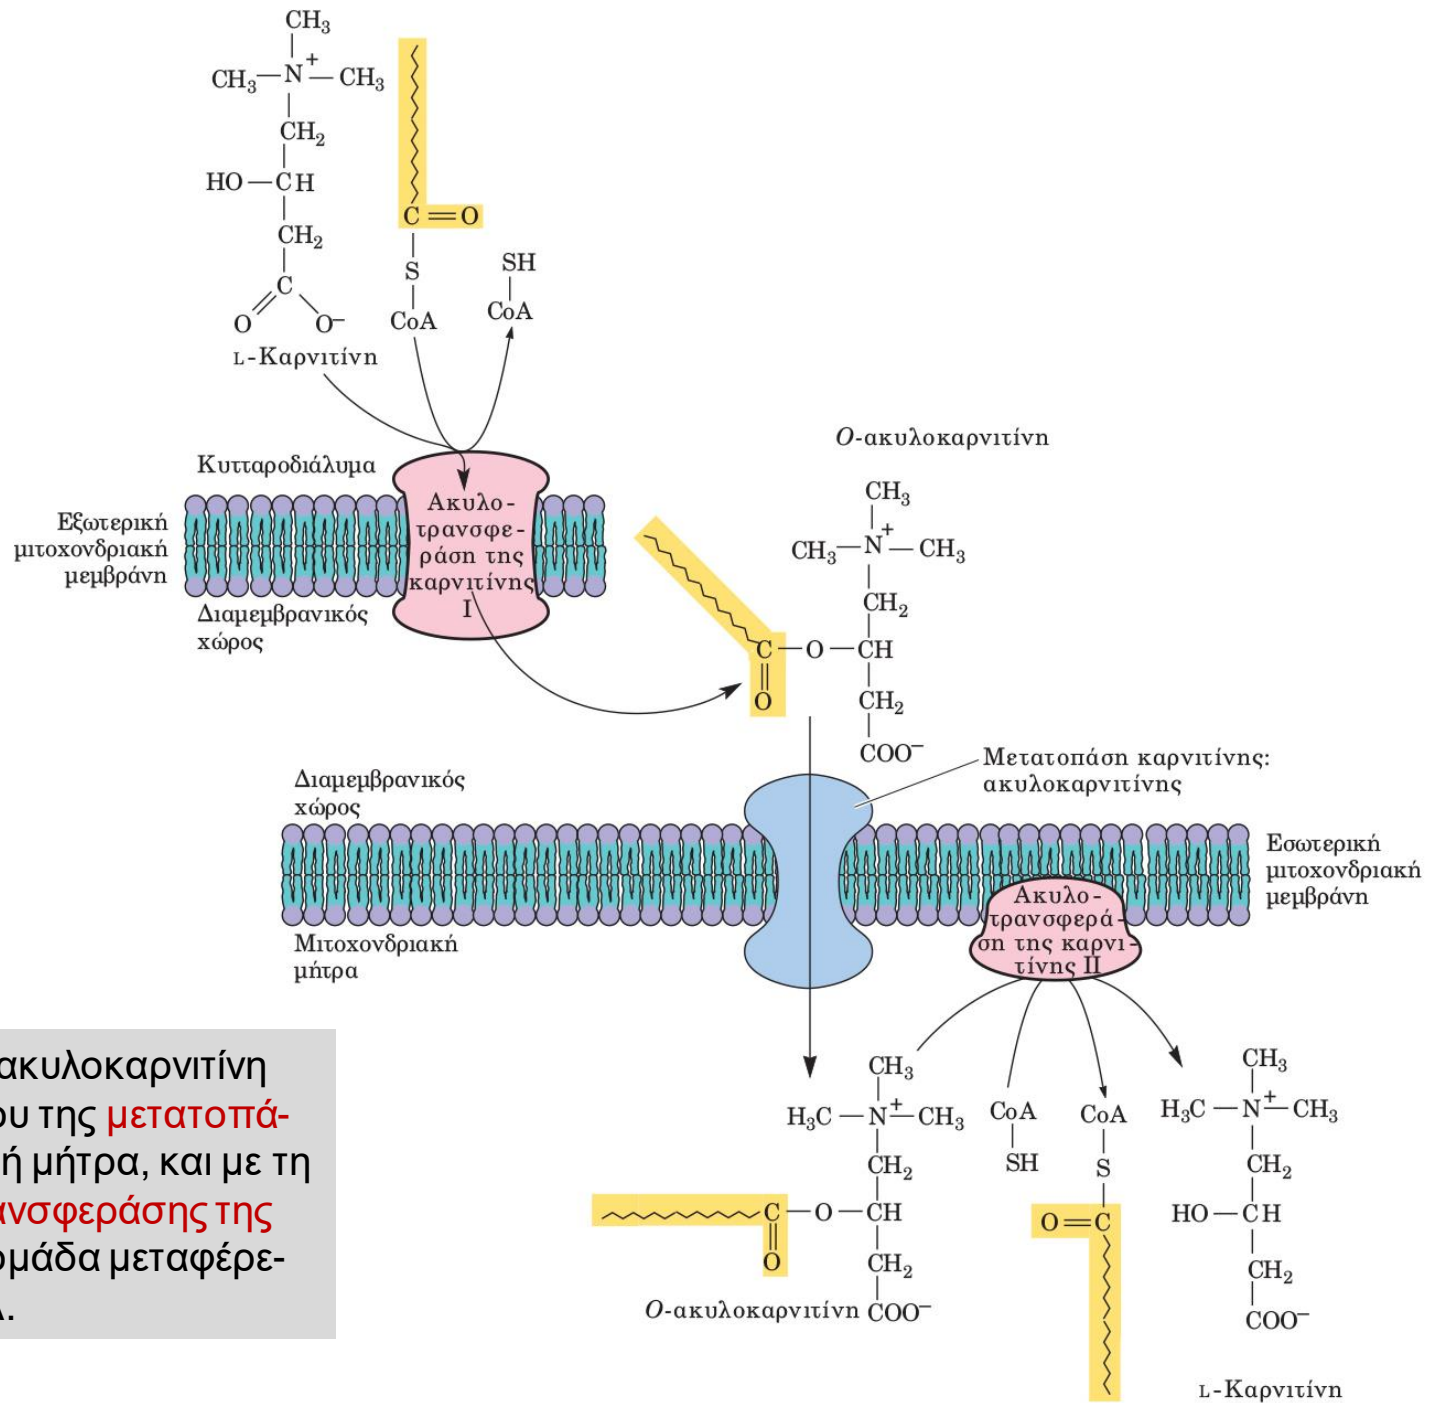 CH₃
CH₃—N⁺—CH₃
CH₂
HO—CH
CH₂
C
O O⁻
L-Καρνιτίνη
C=O
S
CoA
SH
CoA
Κυτταροδιάλυμα
Εξωτερική
μιτοχονδριακή
μεμβράνη
Διαμεμβρανικός
χώρος
Ακυλο-
τρανσφε-
ράση της
καρνιτίνης
I
O-ακυλοκαρνιτίνη
CH₃
CH₃—N⁺—CH₃
CH₂
C—O—CH
O
CH₂
COO⁻
Μετατοπάση καρνιτίνης:
ακυλοκαρνιτίνης
Διαμεμβρανικός
χώρος
Εσωτερική
μιτοχονδριακή
μεμβράνη
Μιτοχονδριακή
μήτρα
Ακυλο-
τρανσφερά-
ση της καρνι-
τίνης II
ακυλοκαρνιτίνη
ου της μετατοπά-
ή μήτρα, και με τη
ανσφεράσης της
ομάδα μεταφέρε-
CH₃
H₃C—N⁺—CH₃
CH₂
C—O—CH
O
CH₂
COO⁻
O-ακυλοκαρνιτίνη
CoA
SH
CoA
S
O=C
CH₃
H₃C—N⁺—CH₃
CH₂
HO—CH
CH₂
COO⁻
L-Καρνιτίνη